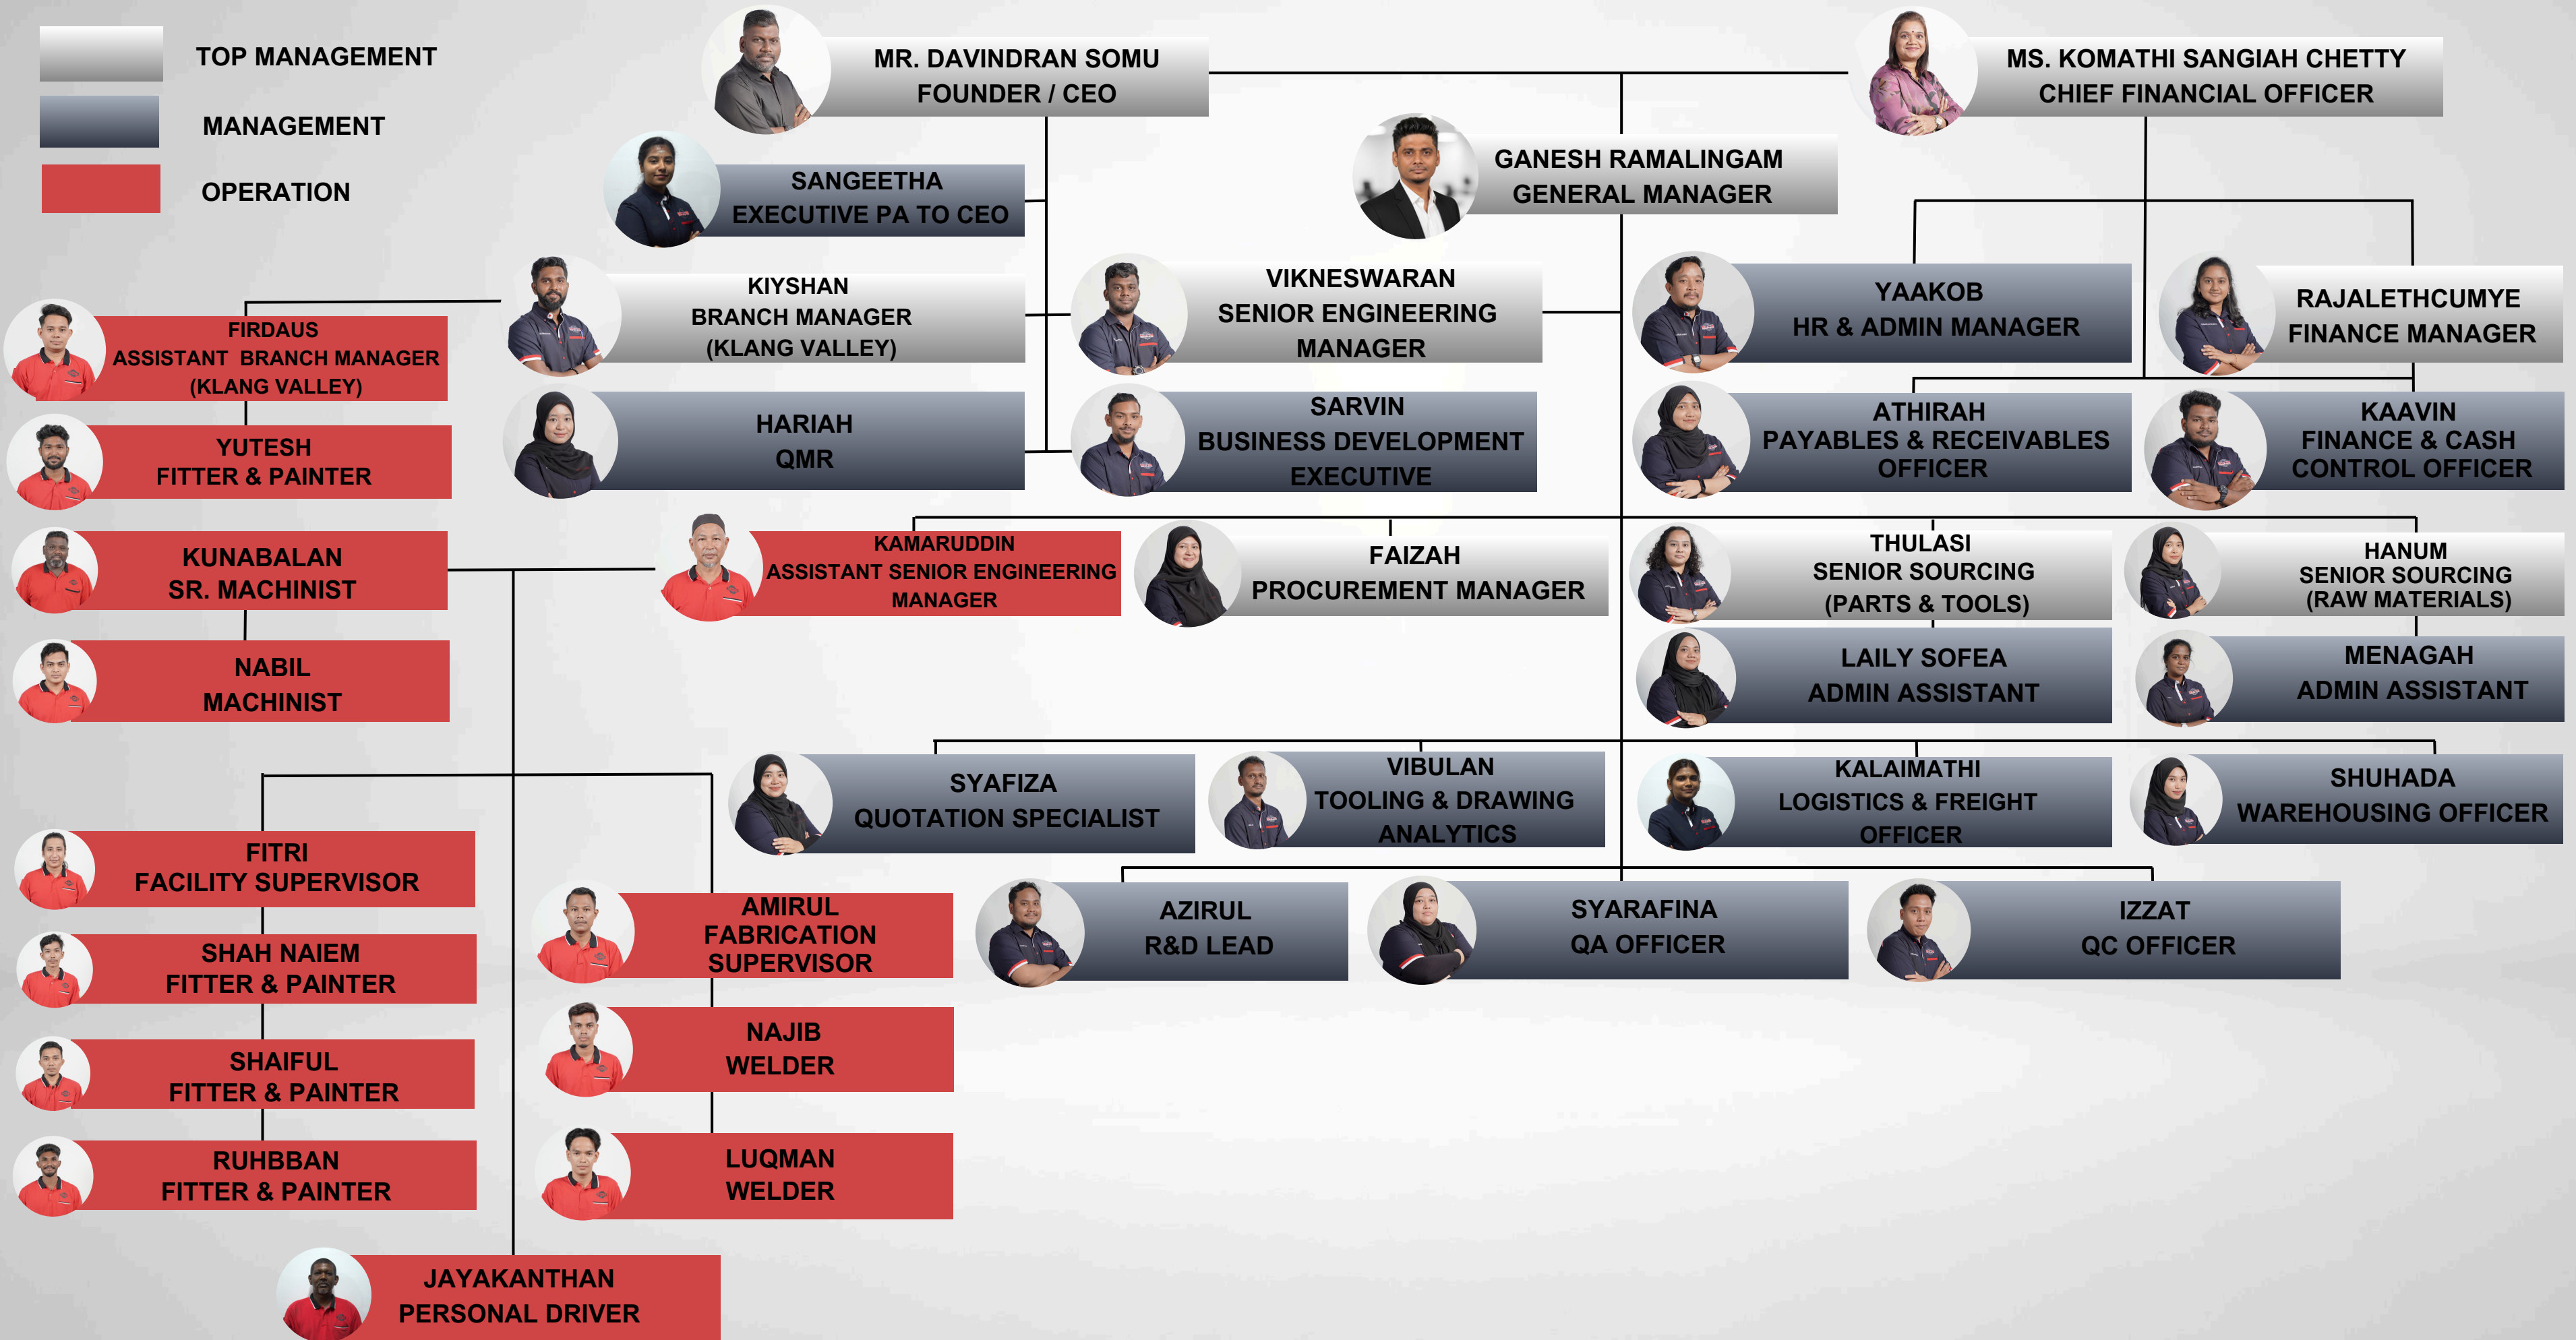 TOP MANAGEMENT
MANAGEMENT
OPERATION
MR. DAVINDRAN SOMU
FOUNDER / CEO
MS. KOMATHI SANGIAH CHETTY
CHIEF FINANCIAL OFFICER
GANESH RAMALINGAM
GENERAL MANAGER
SANGEETHA
EXECUTIVE PA TO CEO
KIYSHAN
BRANCH MANAGER
(KLANG VALLEY)
VIKNESWARAN
SENIOR ENGINEERING
MANAGER
YAAKOB
HR & ADMIN MANAGER
RAJALETHCUMYE
FINANCE MANAGER
FIRDAUS
ASSISTANT BRANCH MANAGER
(KLANG VALLEY)
HARIAH
QMR
SARVIN
BUSINESS DEVELOPMENT
EXECUTIVE
ATHIRAH
PAYABLES & RECEIVABLES
OFFICER
KAAVIN
FINANCE & CASH
CONTROL OFFICER
YUTESH
FITTER & PAINTER
KUNABALAN
SR. MACHINIST
KAMARUDDIN
ASSISTANT SENIOR ENGINEERING
MANAGER
FAIZAH
PROCUREMENT MANAGER
THULASI
SENIOR SOURCING
(PARTS & TOOLS)
HANUM
SENIOR SOURCING
(RAW MATERIALS)
NABIL
MACHINIST
LAILY SOFEA
ADMIN ASSISTANT
MENAGAH
ADMIN ASSISTANT
SYAFIZA
QUOTATION SPECIALIST
VIBULAN
TOOLING & DRAWING
ANALYTICS
KALAIMATHI
LOGISTICS & FREIGHT
OFFICER
SHUHADA
WAREHOUSING OFFICER
FITRI
FACILITY SUPERVISOR
AMIRUL
FABRICATION
SUPERVISOR
AZIRUL
R&D LEAD
SYARAFINA
QA OFFICER
IZZAT
QC OFFICER
SHAH NAIEM
FITTER & PAINTER
NAJIB
WELDER
SHAIFUL
FITTER & PAINTER
LUQMAN
WELDER
RUHBBAN
FITTER & PAINTER
JAYAKANTHAN
PERSONAL DRIVER